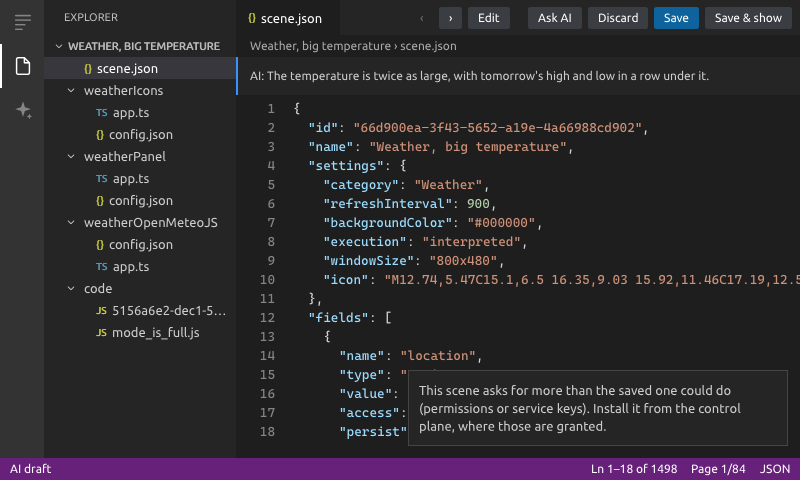 EXPLORER
WEATHER, BIG TEMPERATURE
{} scene.json
weatherIcons
TS app.ts
{} config.json
weatherPanel
TS app.ts
{} config.json
weatherOpenMeteoJS
{} config.json
TS app.ts
code
JS 5156a6e2-dec1-5…
JS mode_is_full.js
{} scene.json
‹ › Edit Ask AI Discard Save Save & show
Weather, big temperature › scene.json
AI: The temperature is twice as large, with tomorrow's high and low in a row under it.
1 {
2 "id": "66d900ea-3f43-5652-a19e-4a66988cd902",
3 "name": "Weather, big temperature",
4 "settings": {
5 "category": "Weather",
6 "refreshInterval": 900,
7 "backgroundColor": "#000000",
8 "execution": "interpreted",
9 "windowSize": "800x480",
10 "icon": "M12.74,5.47C15.1,6.5 16.35,9.03 15.92,11.46C17.19,12.5
11 },
12 "fields": [
13 {
14 "name": "location",
15 "type": "
16 "value":
17 "access":
18 "persist"
This scene asks for more than the saved one could do
(permissions or service keys). Install it from the control
plane, where those are granted.
AI draft
Ln 1–18 of 1498 Page 1/84 JSON